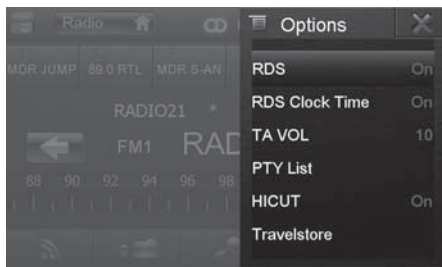 Radio
Options
MDR JUMP 89.0 RTL MDR S-AN
RADIO21 *
FM1 RAD
88 90 92 94 96 98
RDS On
RDS Clock Time On
TA VOL 10
PTY List
HICUT On
Travelstore